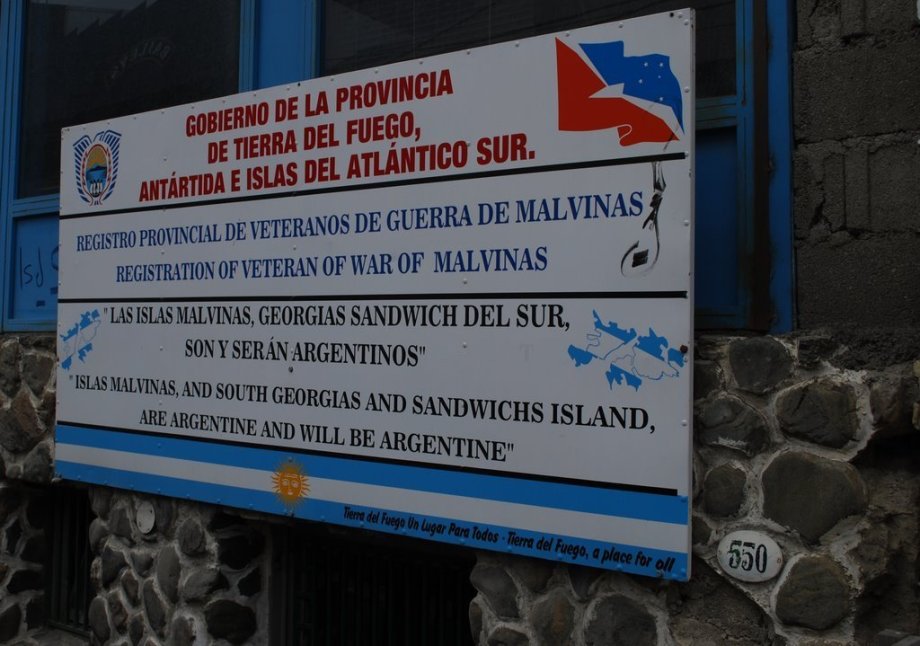 GOBIERNO DE LA PROVINCIA
DE TIERRA DEL FUEGO,
ANTÁRTIDA E ISLAS DEL ATLÁNTICO SUR.
REGISTRO PROVINCIAL DE VETERANOS DE GUERRA DE MALVINAS
REGISTRATION OF VETERAN OF WAR OF MALVINAS
"LAS ISLAS MALVINAS, GEORGIAS SANDWICH DEL SUR,
SON Y SERÁN ARGENTINOS"
"ISLAS MALVINAS, AND SOUTH GEORGIAS AND SANDWICHS ISLAND,
ARE ARGENTINE AND WILL BE ARGENTINE"
Tierra del Fuego Un Lugar Para Todos - Tierra del Fuego, a place for all
550